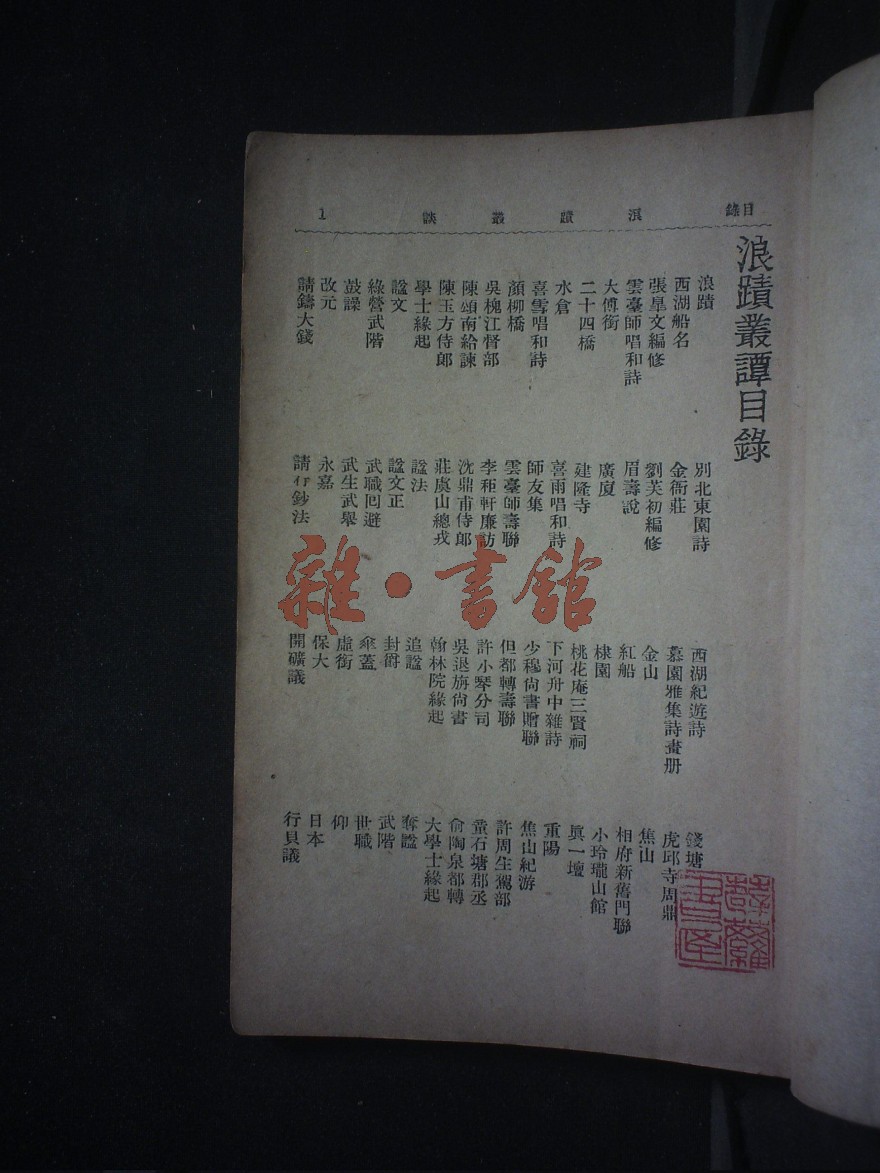 目錄 浪蹟叢談 1
浪蹟叢譚目錄
浪蹟 別北東園詩 西湖紀遊詩 錢塘
西湖船名 金衙莊 慕園雅集詩畫册 虎邱寺周鼎
張臯文編修 劉芙初編修 金山 焦山
雲臺師唱和詩 眉壽說 紅船 相府新舊門聯
大傅銜 廣廈 棣園 小玲瓏山館
二十四橋 建隆寺 桃花庵三賢祠 眞一壇
水倉 喜雨唱和詩 下河舟中雜詩 重陽
喜雪唱和詩 師友集 少穆尙書贈聯 焦山紀游
顏柳橋 雲臺師壽聯 但都轉壽聯 許周生駕部
吳槐江督部 李秬軒廉訪 許小琴分司 董石塘郡丞
陳頌南給諫 沈鼎甫侍郎 吳退旃尙書 俞陶泉都轉
陳玉方侍郎 莊虞山總戎 翰林院緣起 大學士緣起
學士緣起 諡法 追諡 奪諡
諡文 諡文正 封爵 武階
綠營武階 武職囘避 傘蓋 世職
鼓譟 武生武舉 虛銜 仰
改元 永嘉 保大 日本
請鑄大錢 請行鈔法 開礦議 行貝議
雜·書館